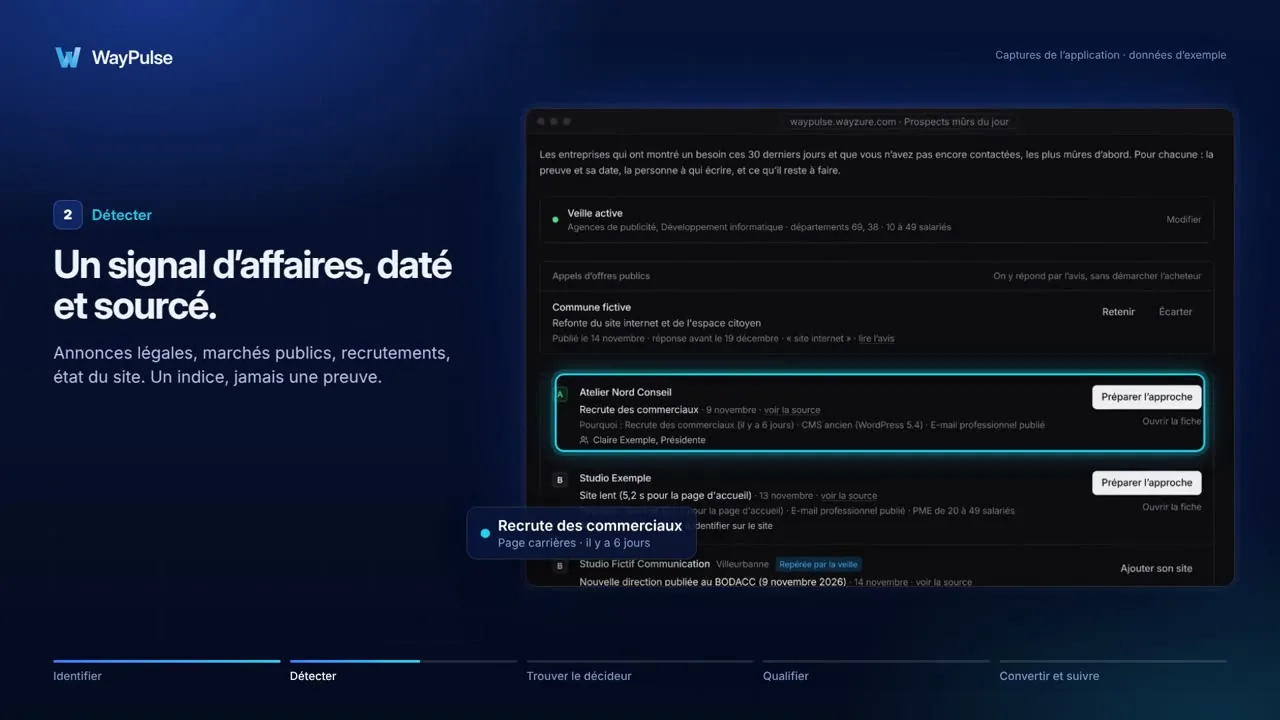 WayPulse
Captures de l'application · données d'exemple
2 Détecter
Un signal d'affaires, daté
et sourcé.
Annonces légales, marchés publics, recrutements,
état du site. Un indice, jamais une preuve.
waypulse.wayzure.com · Prospects mûrs du jour
Les entreprises qui ont montré un besoin ces 30 derniers jours et que vous n'avez pas encore contactées, les plus mûres d'abord. Pour chacune : la
preuve et sa date, la personne à qui écrire, et ce qu'il reste à faire.
Veille active
Agences de publicité, Développement informatique · départements 69, 38 · 10 à 49 salariés
Modifier
Appels d'offres publics
On y répond par l'avis, sans démarcher l'acheteur
Commune fictive
Refonte du site internet et de l'espace citoyen
Publié le 14 novembre · réponse avant le 19 décembre · « site internet » · lire l'avis
Retenir
Écarter
A
Atelier Nord Conseil
Recrute des commerciaux · 9 novembre · voir la source
Pourquoi : Recrute des commerciaux (il y a 6 jours) · CMS ancien (WordPress 5.4) · E-mail professionnel publié
Claire Exemple, Présidente
Préparer l'approche
Ouvrir la fiche
B
Studio Exemple
Site lent (5,2 s pour la page d'accueil) · 13 novembre · voir la source
pour la page d'accueil) · E-mail professionnel publié · PME de 20 à 49 salariés
identifier sur le site
Préparer l'approche
Ouvrir la fiche
Recrute des commerciaux
Page carrières · il y a 6 jours
B
Studio Fictif Communication Villeurbanne Repérée par la veille
Nouvelle direction publiée au BODACC (9 novembre 2026) · 14 novembre · voir la source
Ajouter son site
Identifier
Détecter
Trouver le décideur
Qualifier
Convertir et suivre